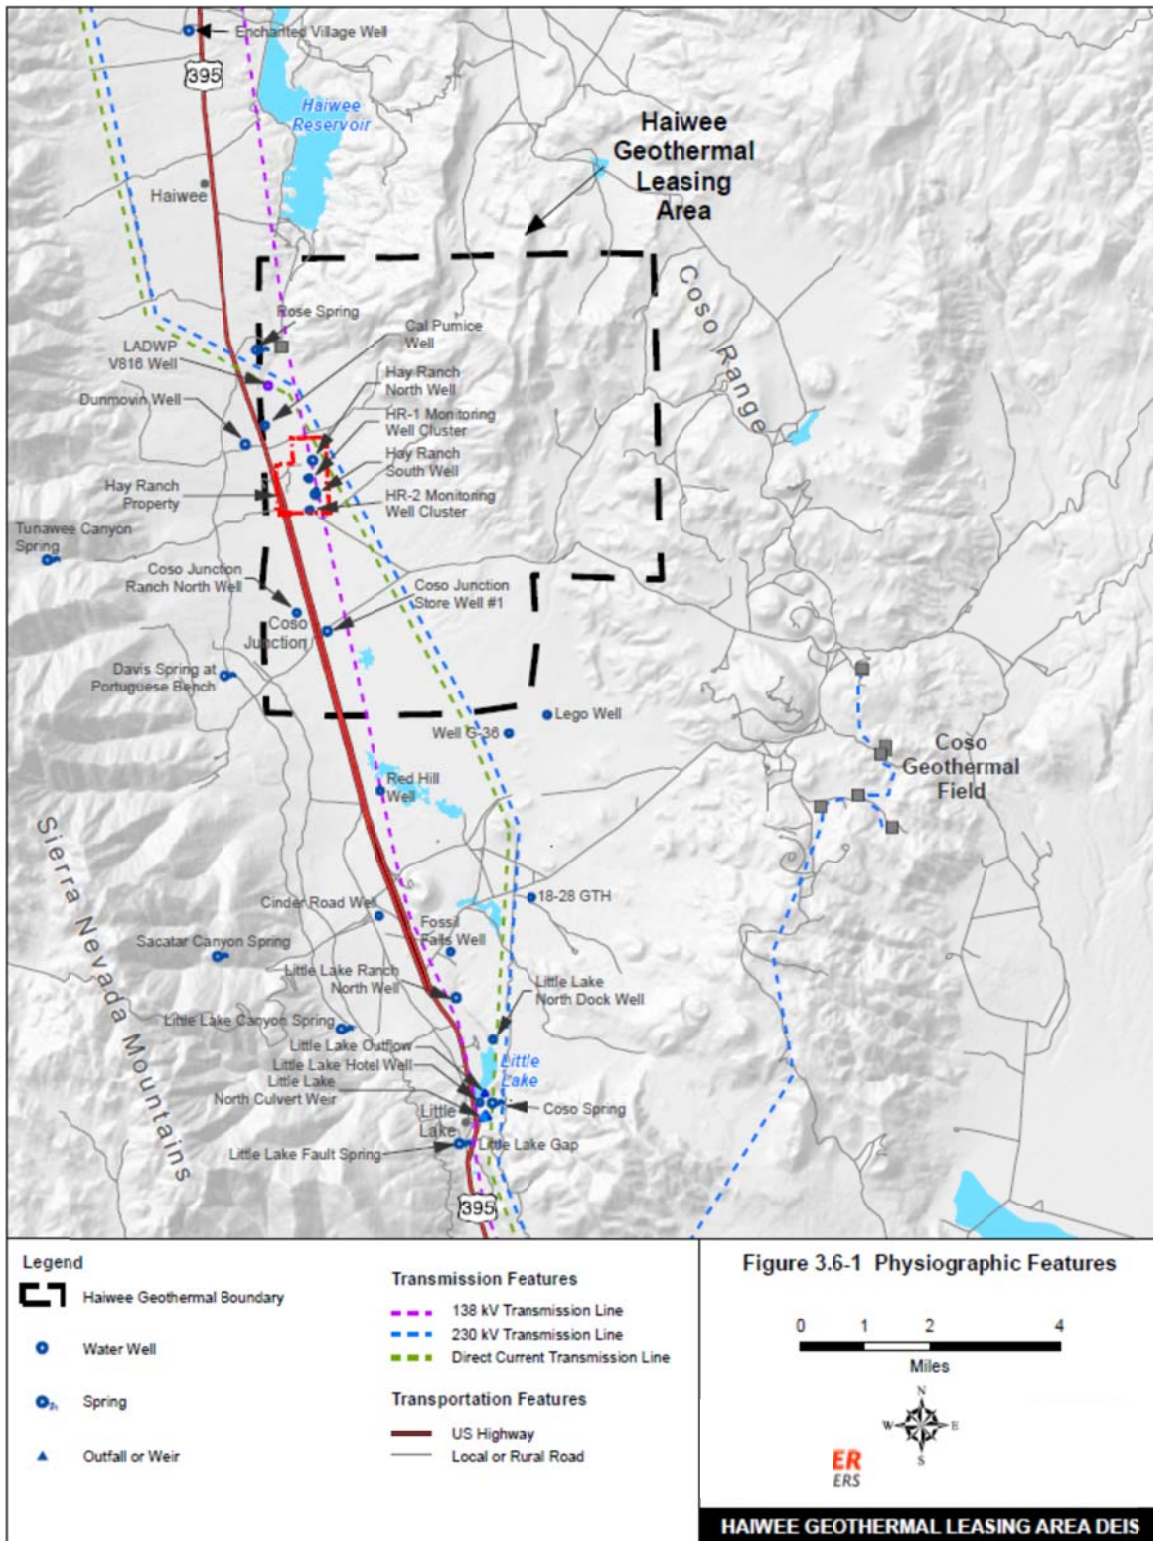 Enchanted Village Well
395
Haiwee
Reservoir
Haiwee
Geothermal
Leasing
Area
Haiwee
Coso Range
Rose Spring
Cal Pumice
Well
LADWP
V816 Well
Hay Ranch
North Well
Dunmovin Well
HR-1 Monitoring
Well Cluster
Hay Ranch
South Well
Hay Ranch
Property
HR-2 Monitoring
Well Cluster
Tunawee Canyon
Spring
Coso Junction
Ranch North Well
Coso Junction
Store Well #1
Coso
Junction
Davis Spring at
Portuguese Bench
Lego Well
Well G-36
Coso
Geothermal
Field
Red Hill
Well
Sierra Nevada Mountains
18-28 GTH
Cinder Road Well
Fossil
Falls Well
Sacatar Canyon Spring
Little Lake Ranch
North Well
Little Lake
North Dock Well
Little Lake Canyon Spring
Little Lake Outflow
Little Lake Hotel Well
Little
Lake
Little Lake
North Culvert Weir
Coso Spring
Little
Lake
Little Lake Gap
Little Lake Fault Spring
395
Legend
Haiwee Geothermal Boundary
Water Well
Spring
Outfall or Weir
Transmission Features
138 kV Transmission Line
230 kV Transmission Line
Direct Current Transmission Line
Transportation Features
US Highway
Local or Rural Road
Figure 3.6-1 Physiographic Features
0 1 2 4
Miles
N
W E
S
ER
ERS
HAIWEE GEOTHERMAL LEASING AREA DEIS